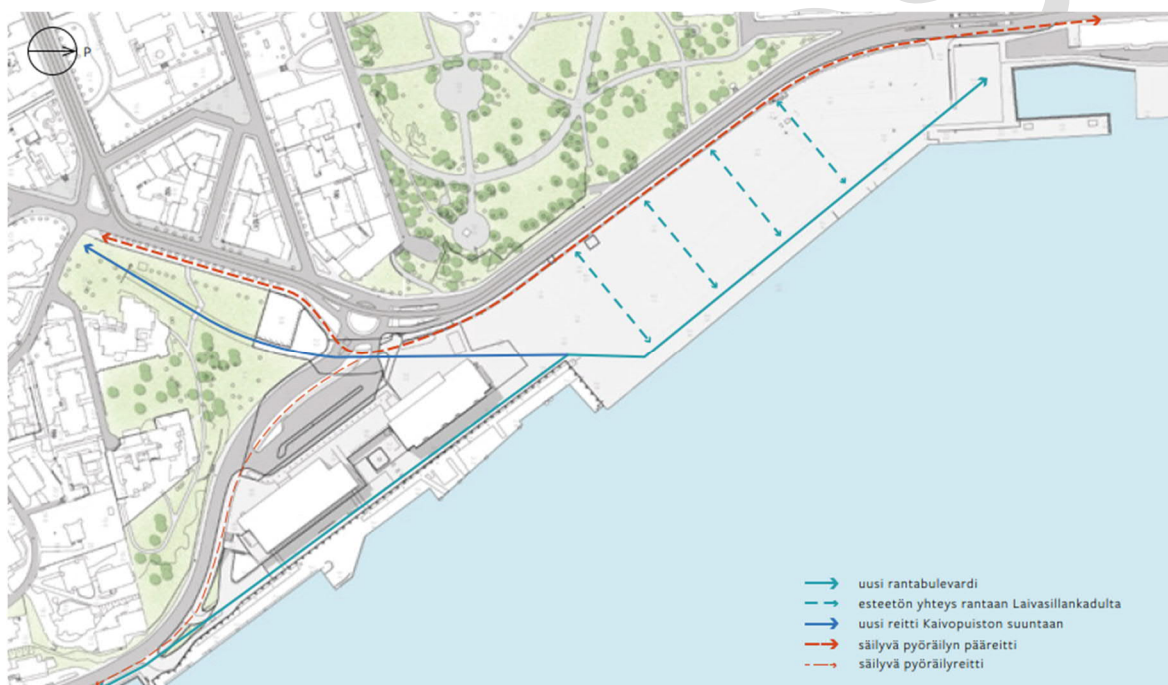 P
uusi rantabulevardi
esteetön yhteys rantaan Laivasillankadulta
uusi reitti Kaivopuiston suuntaan
säilyvä pyöräilyn pääreitti
säilyvä pyöräilyreitti